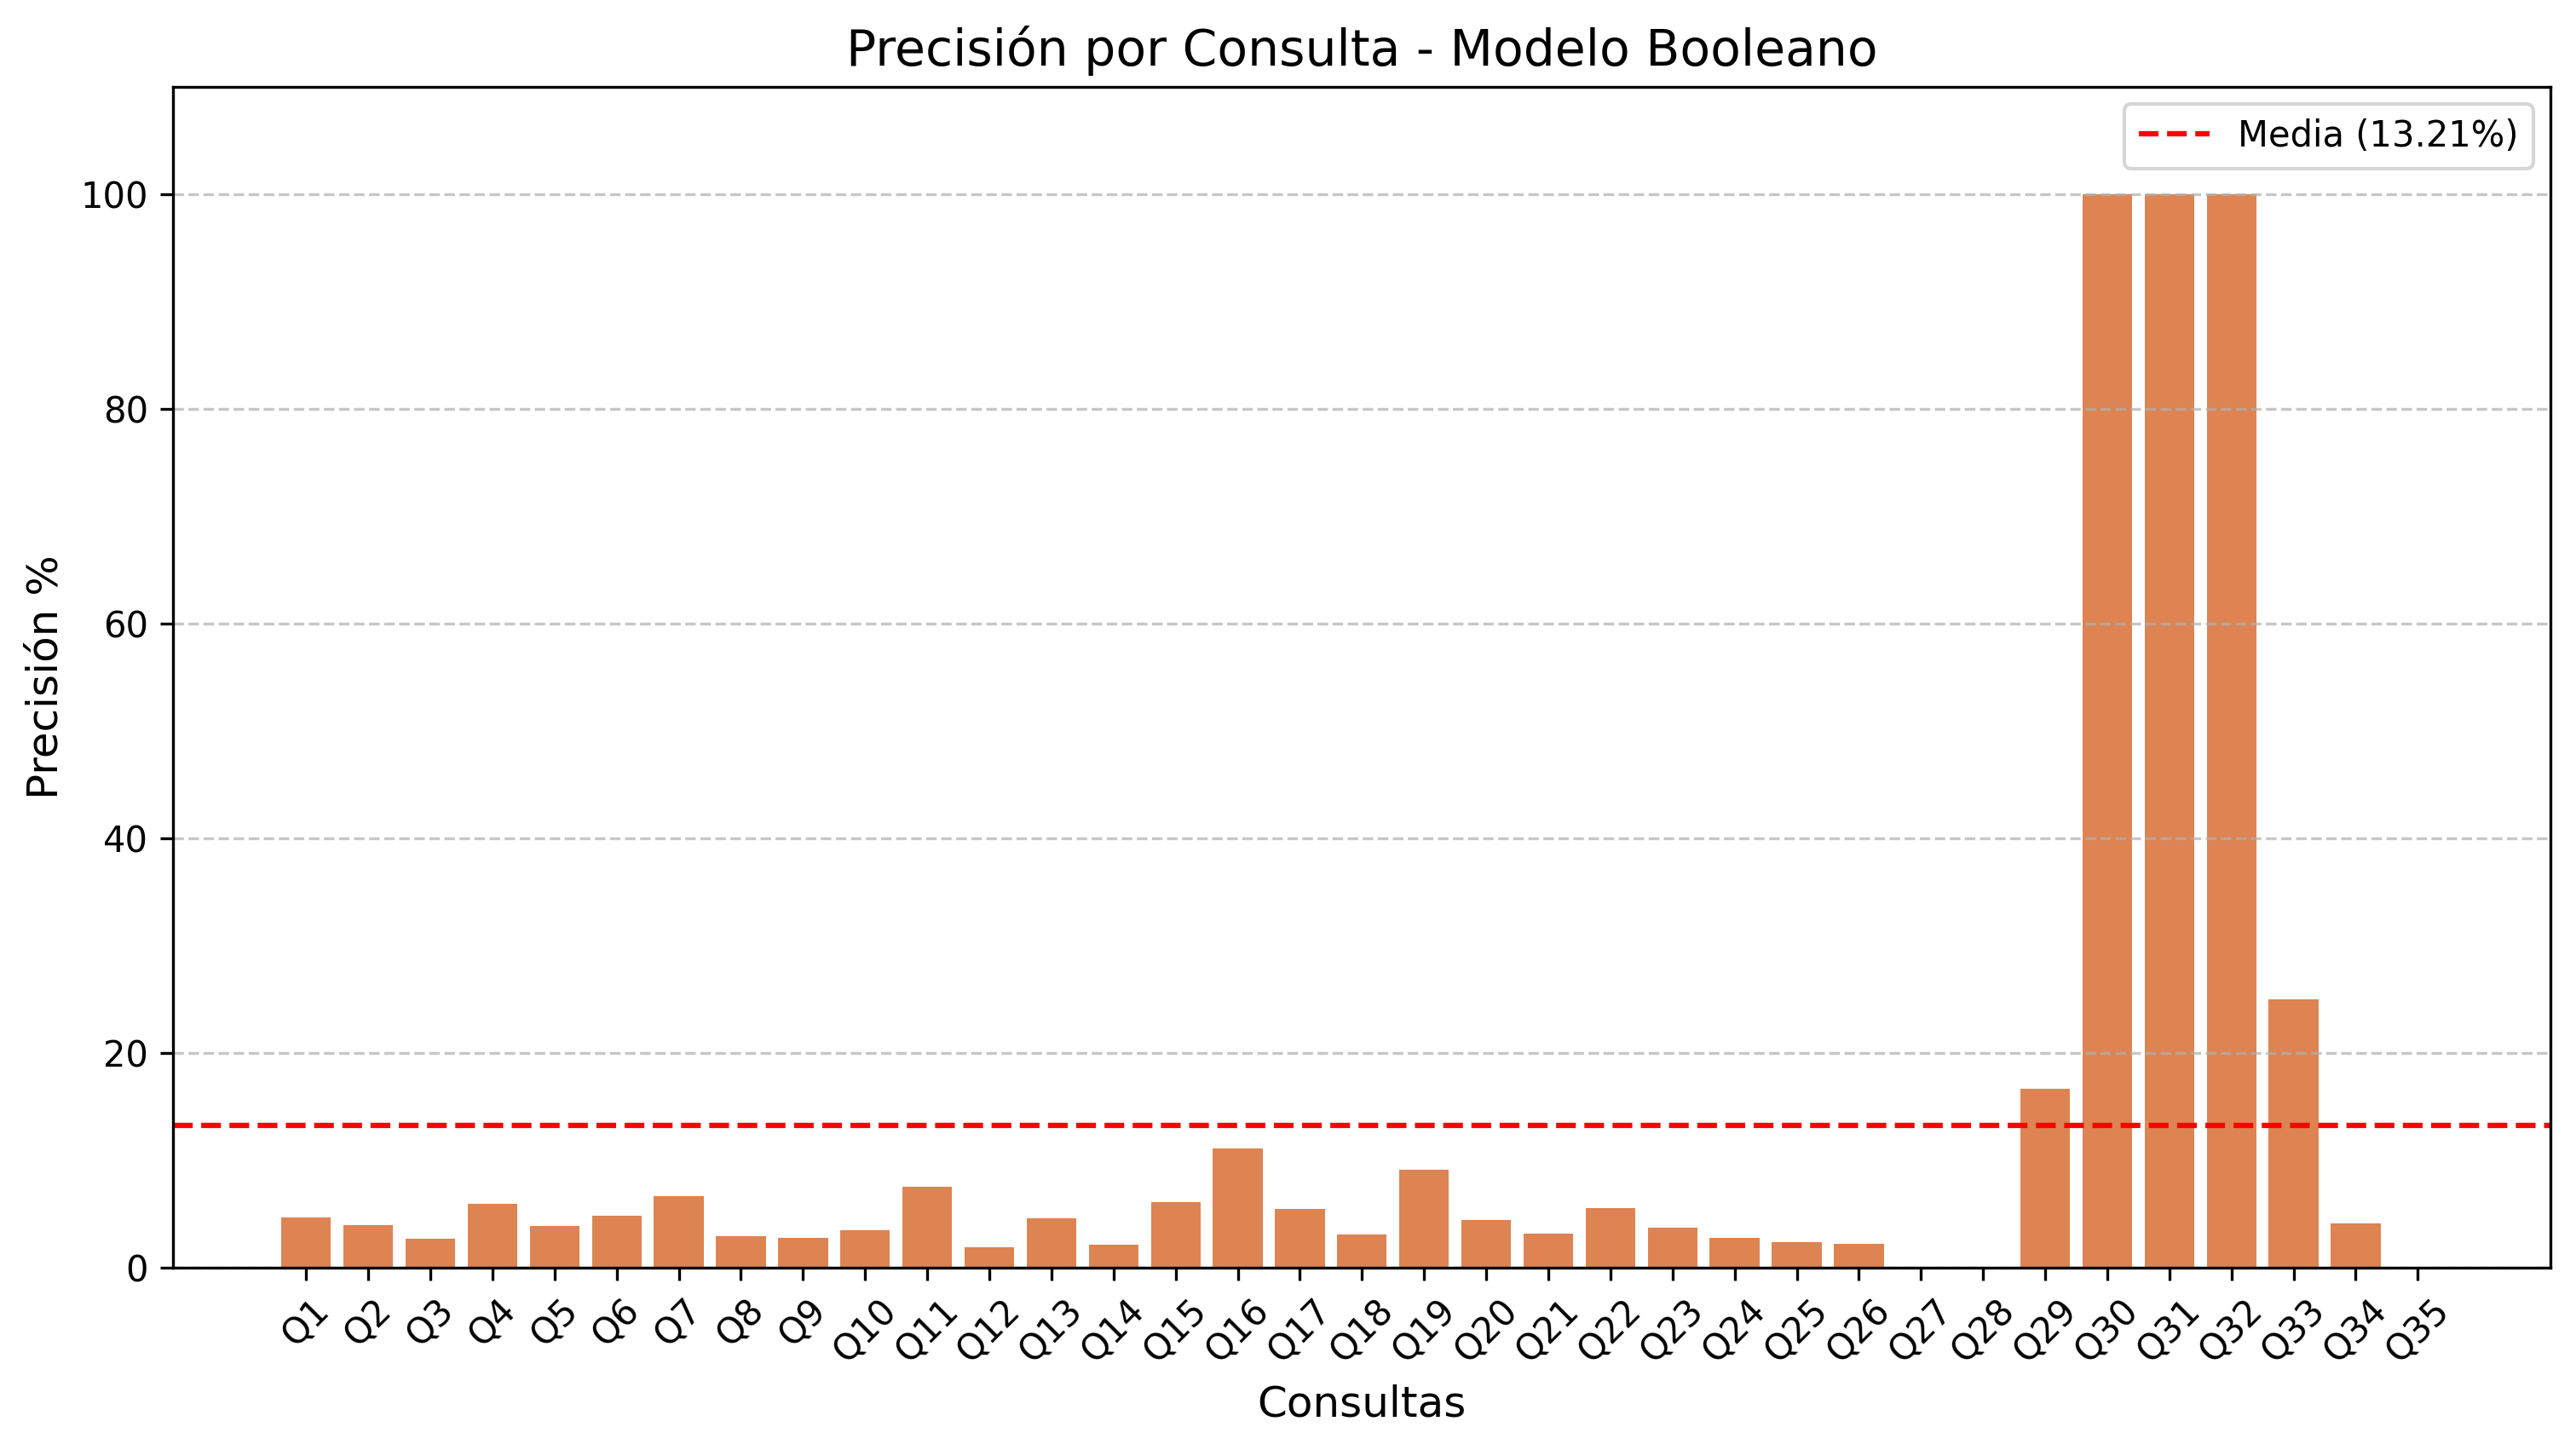 Precisión por Consulta - Modelo Booleano
Media (13.21%)
Precisión %
100
80
60
40
20
0
Q1
Q2
Q3
Q4
Q5
Q6
Q7
Q8
Q9
Q10
Q11
Q12
Q13
Q14
Q15
Q16
Q17
Q18
Q19
Q20
Q21
Q22
Q23
Q24
Q25
Q26
Q27
Q28
Q29
Q30
Q31
Q32
Q33
Q34
Q35
Consultas